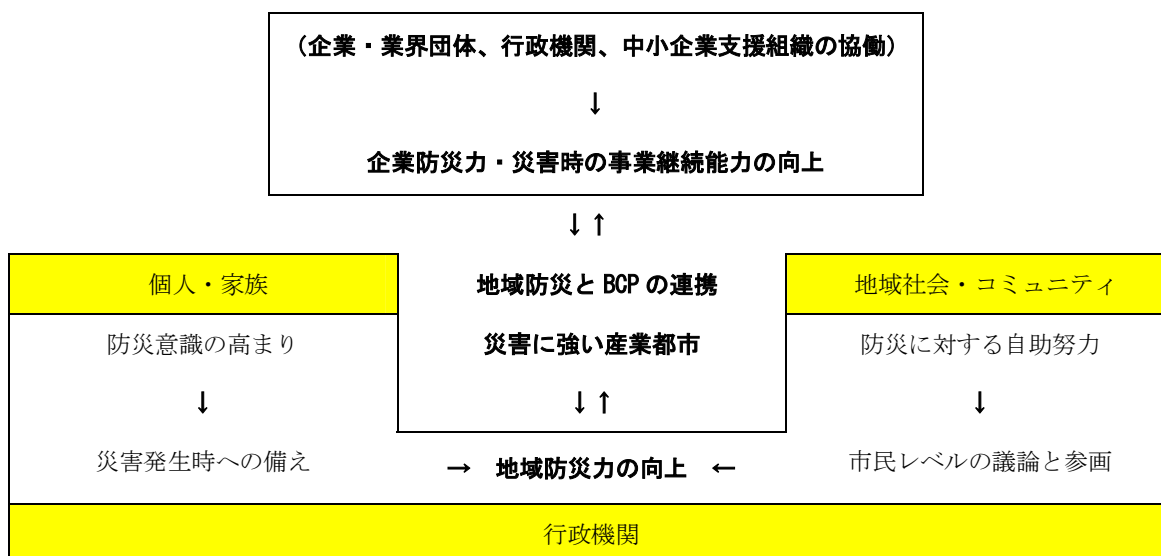 (企業・業界団体、行政機関、中小企業支援組織の協働)
↓
企業防災力・災害時の事業継続能力の向上
↓↑
個人・家族 地域防災と BCP の連携 地域社会・コミュニティ
防災意識の高まり 災害に強い産業都市 防災に対する自助努力
↓ ↓↑ ↓
災害発生時への備え → 地域防災力の向上 ← 市民レベルの議論と参画
行政機関